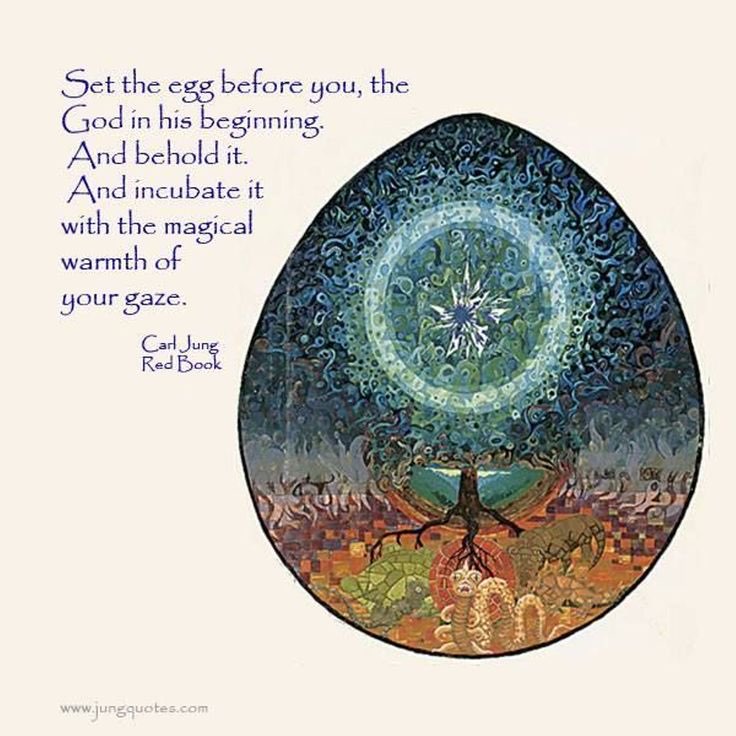 Set the egg before you, the
God in his beginning.
And behold it.
And incubate it
with the magical
warmth of
your gaze.
Carl Jung
Red Book
www.jungquotes.com